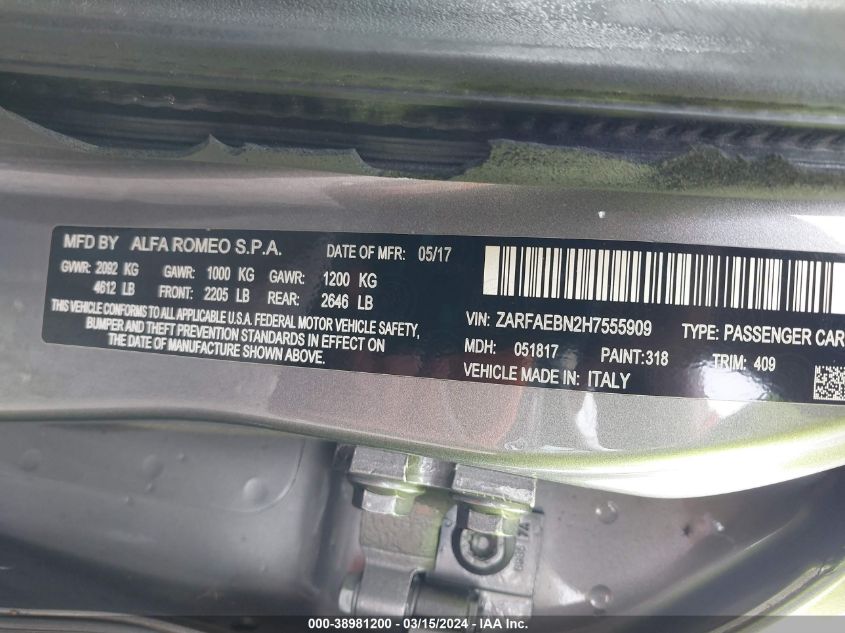 MFD BY ALFA ROMEO S.P.A. DATE OF MFR: 05/17
GVWR: 2092 KG GAWR: 1000 KG GAWR: 1200 KG
4612 LB FRONT: 2205 LB REAR: 2646 LB
THIS VEHICLE CONFORMS TO ALL APPLICABLE U.S.A. FEDERAL MOTOR VEHICLE SAFETY,
BUMPER AND THEFT PREVENTION STANDARDS IN EFFECT ON
THE DATE OF MANUFACTURE SHOWN ABOVE.
VIN: ZARFAEBN2H7555909 TYPE: PASSENGER CAR
MDH: 051817 PAINT: 318 TRIM: 409
VEHICLE MADE IN: ITALY
000-38981200 - 03/15/2024 - IAA Inc.